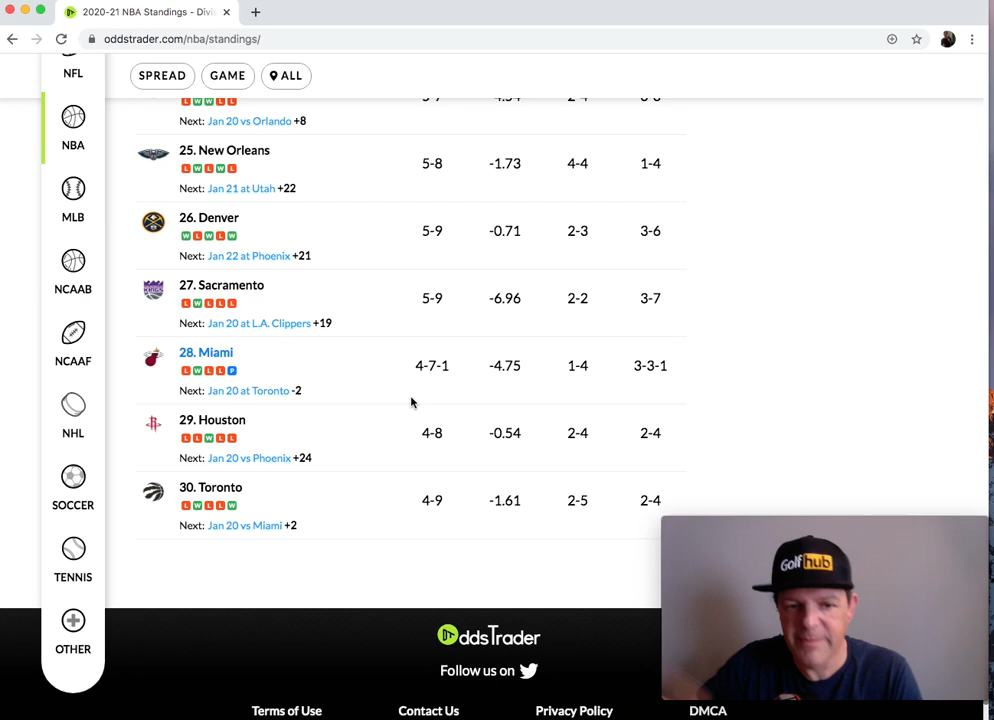 2020-21 NBA Standings - Divi
oddstrader.com/nba/standings/
SPREAD GAME ALL
NFL
NBA
MLB
NCAAB
NCAAF
NHL
SOCCER
TENNIS
OTHER
L W W L L
Next: Jan 20 vs Orlando +8
25. New Orleans 5-8 -1.73 4-4 1-4
L W L W L
Next: Jan 21 at Utah +22
26. Denver 5-9 -0.71 2-3 3-6
W L W L W
Next: Jan 22 at Phoenix +21
27. Sacramento 5-9 -6.96 2-2 3-7
L W L L L
Next: Jan 20 at L.A. Clippers +19
28. Miami 4-7-1 -4.75 1-4 3-3-1
L W L L P
Next: Jan 20 at Toronto -2
29. Houston 4-8 -0.54 2-4 2-4
L L W L L
Next: Jan 20 vs Phoenix +24
30. Toronto 4-9 -1.61 2-5 2-4
L W L L W
Next: Jan 20 vs Miami +2
OddsTrader
Follow us on
Terms of Use Contact Us Privacy Policy DMCA
Golf hub